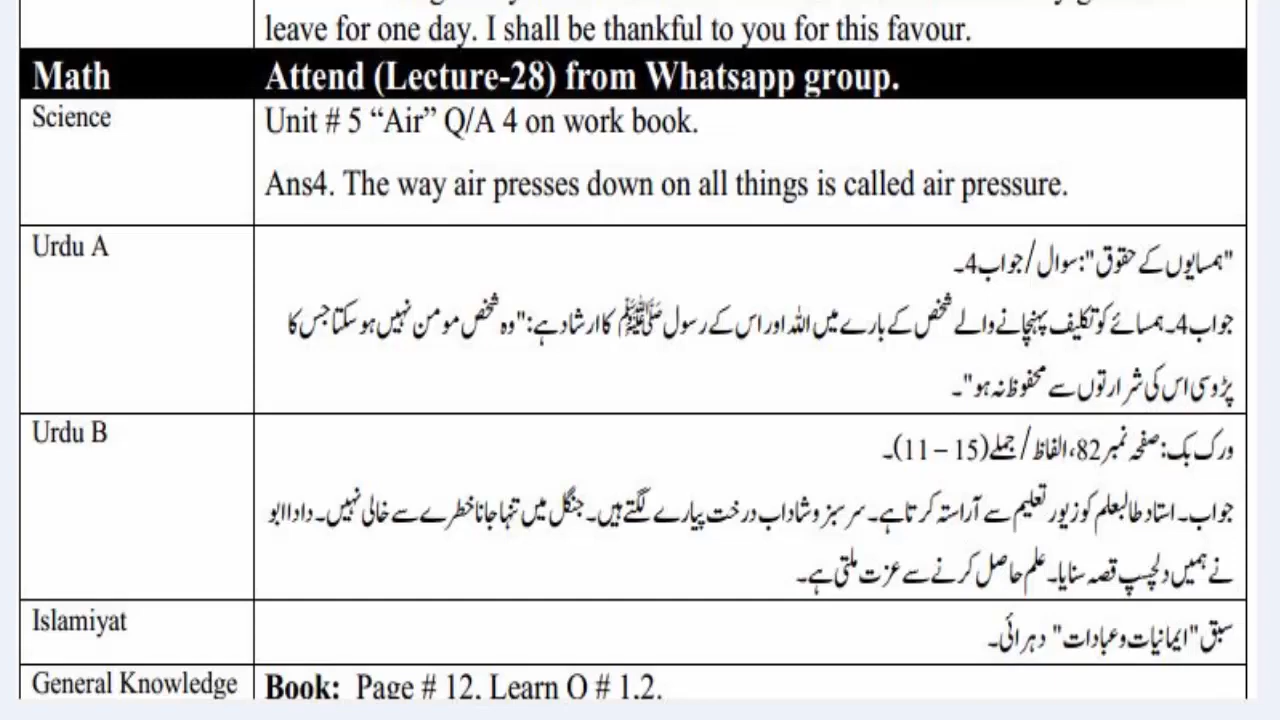 leave for one day. I shall be thankful to you for this favour.
Math Attend (Lecture-28) from Whatsapp group.
Science Unit # 5 “Air” Q/A 4 on work book.
Ans4. The way air presses down on all things is called air pressure.
Urdu A "ہمسایوں کے حقوق": سوال/جواب 4۔
جواب 4۔ ہمسائے کو تکلیف پہنچانے والے شخص کے بارے میں اللہ اور اس کے رسول ﷺ کا ارشاد ہے: "وہ شخص مومن نہیں ہو سکتا جس کا
پڑوسی اس کی شرارتوں سے محفوظ نہ ہو"۔
Urdu B ورک بک: صفحہ نمبر 82، الفاظ/جملے (15 – 11)۔
جواب۔ استاد طالبعلم کو زیور تعلیم سے آراستہ کرتا ہے۔ سر سبز و شاداب درخت پیارے لگتے ہیں۔ جنگل میں تنہا جانا خطرے سے خالی نہیں۔ دادا ابو
نے ہمیں دلچسپ قصہ سنایا۔ علم حاصل کرنے سے عزت ملتی ہے۔
Islamiyat سبق "ایمانیات و عبادات" دہرائی۔
General Knowledge Book: Page # 12, Learn Q # 1,2.